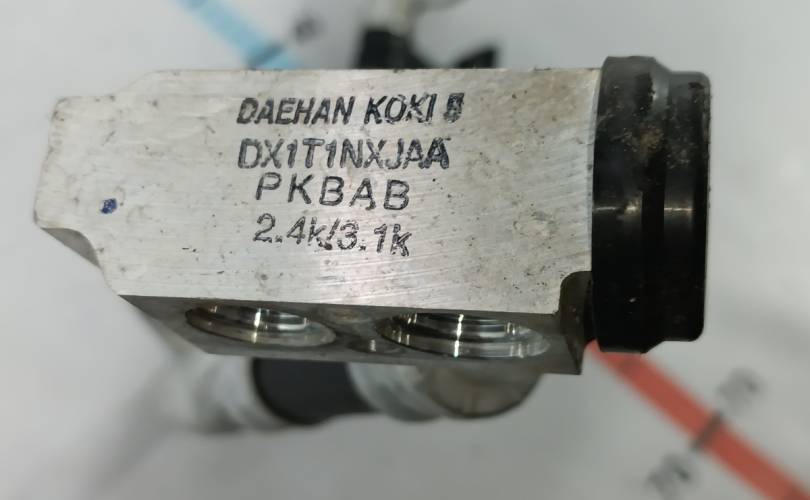 DAEHAN KOKI
DX1T1NXJAA
PKBAB
2.4k/3.1k